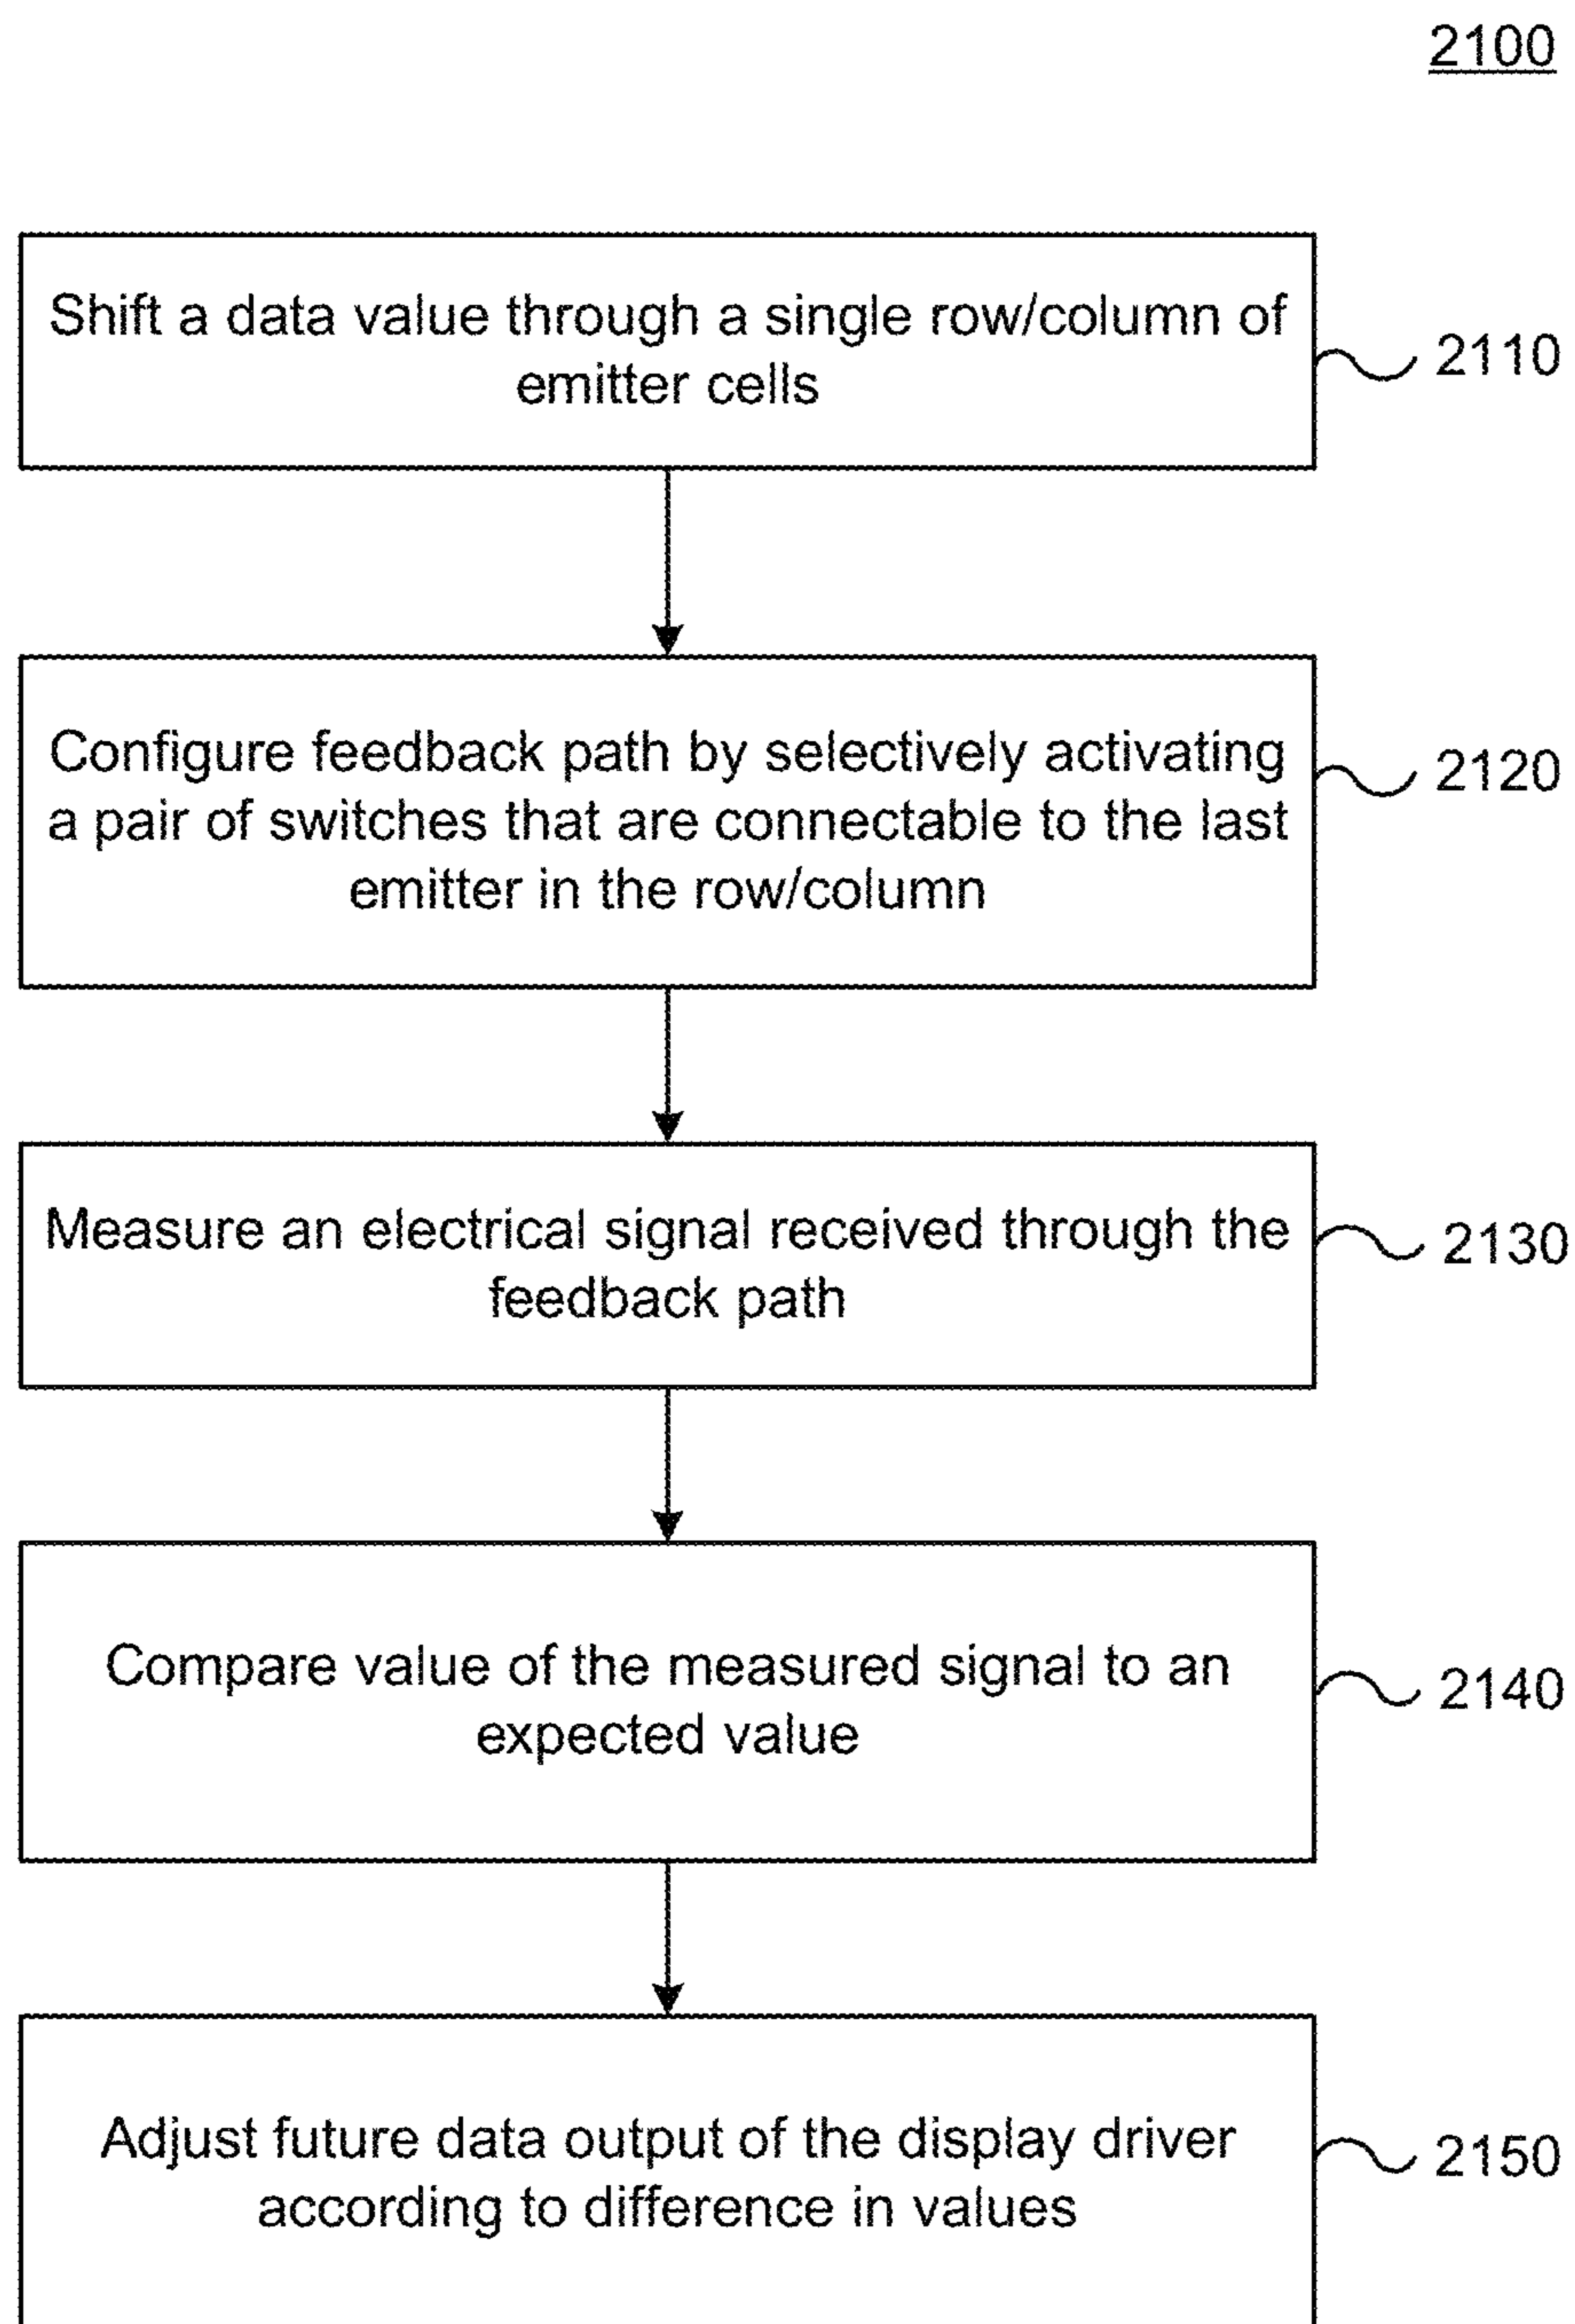 2100
Shift a data value through a single row/column of
emitter cells
2110
Configure feedback path by selectively activating
a pair of switches that are connectable to the last
emitter in the row/column
2120
Measure an electrical signal received through the
feedback path
2130
Compare value of the measured signal to an
expected value
2140
Adjust future data output of the display driver
according to difference in values
2150